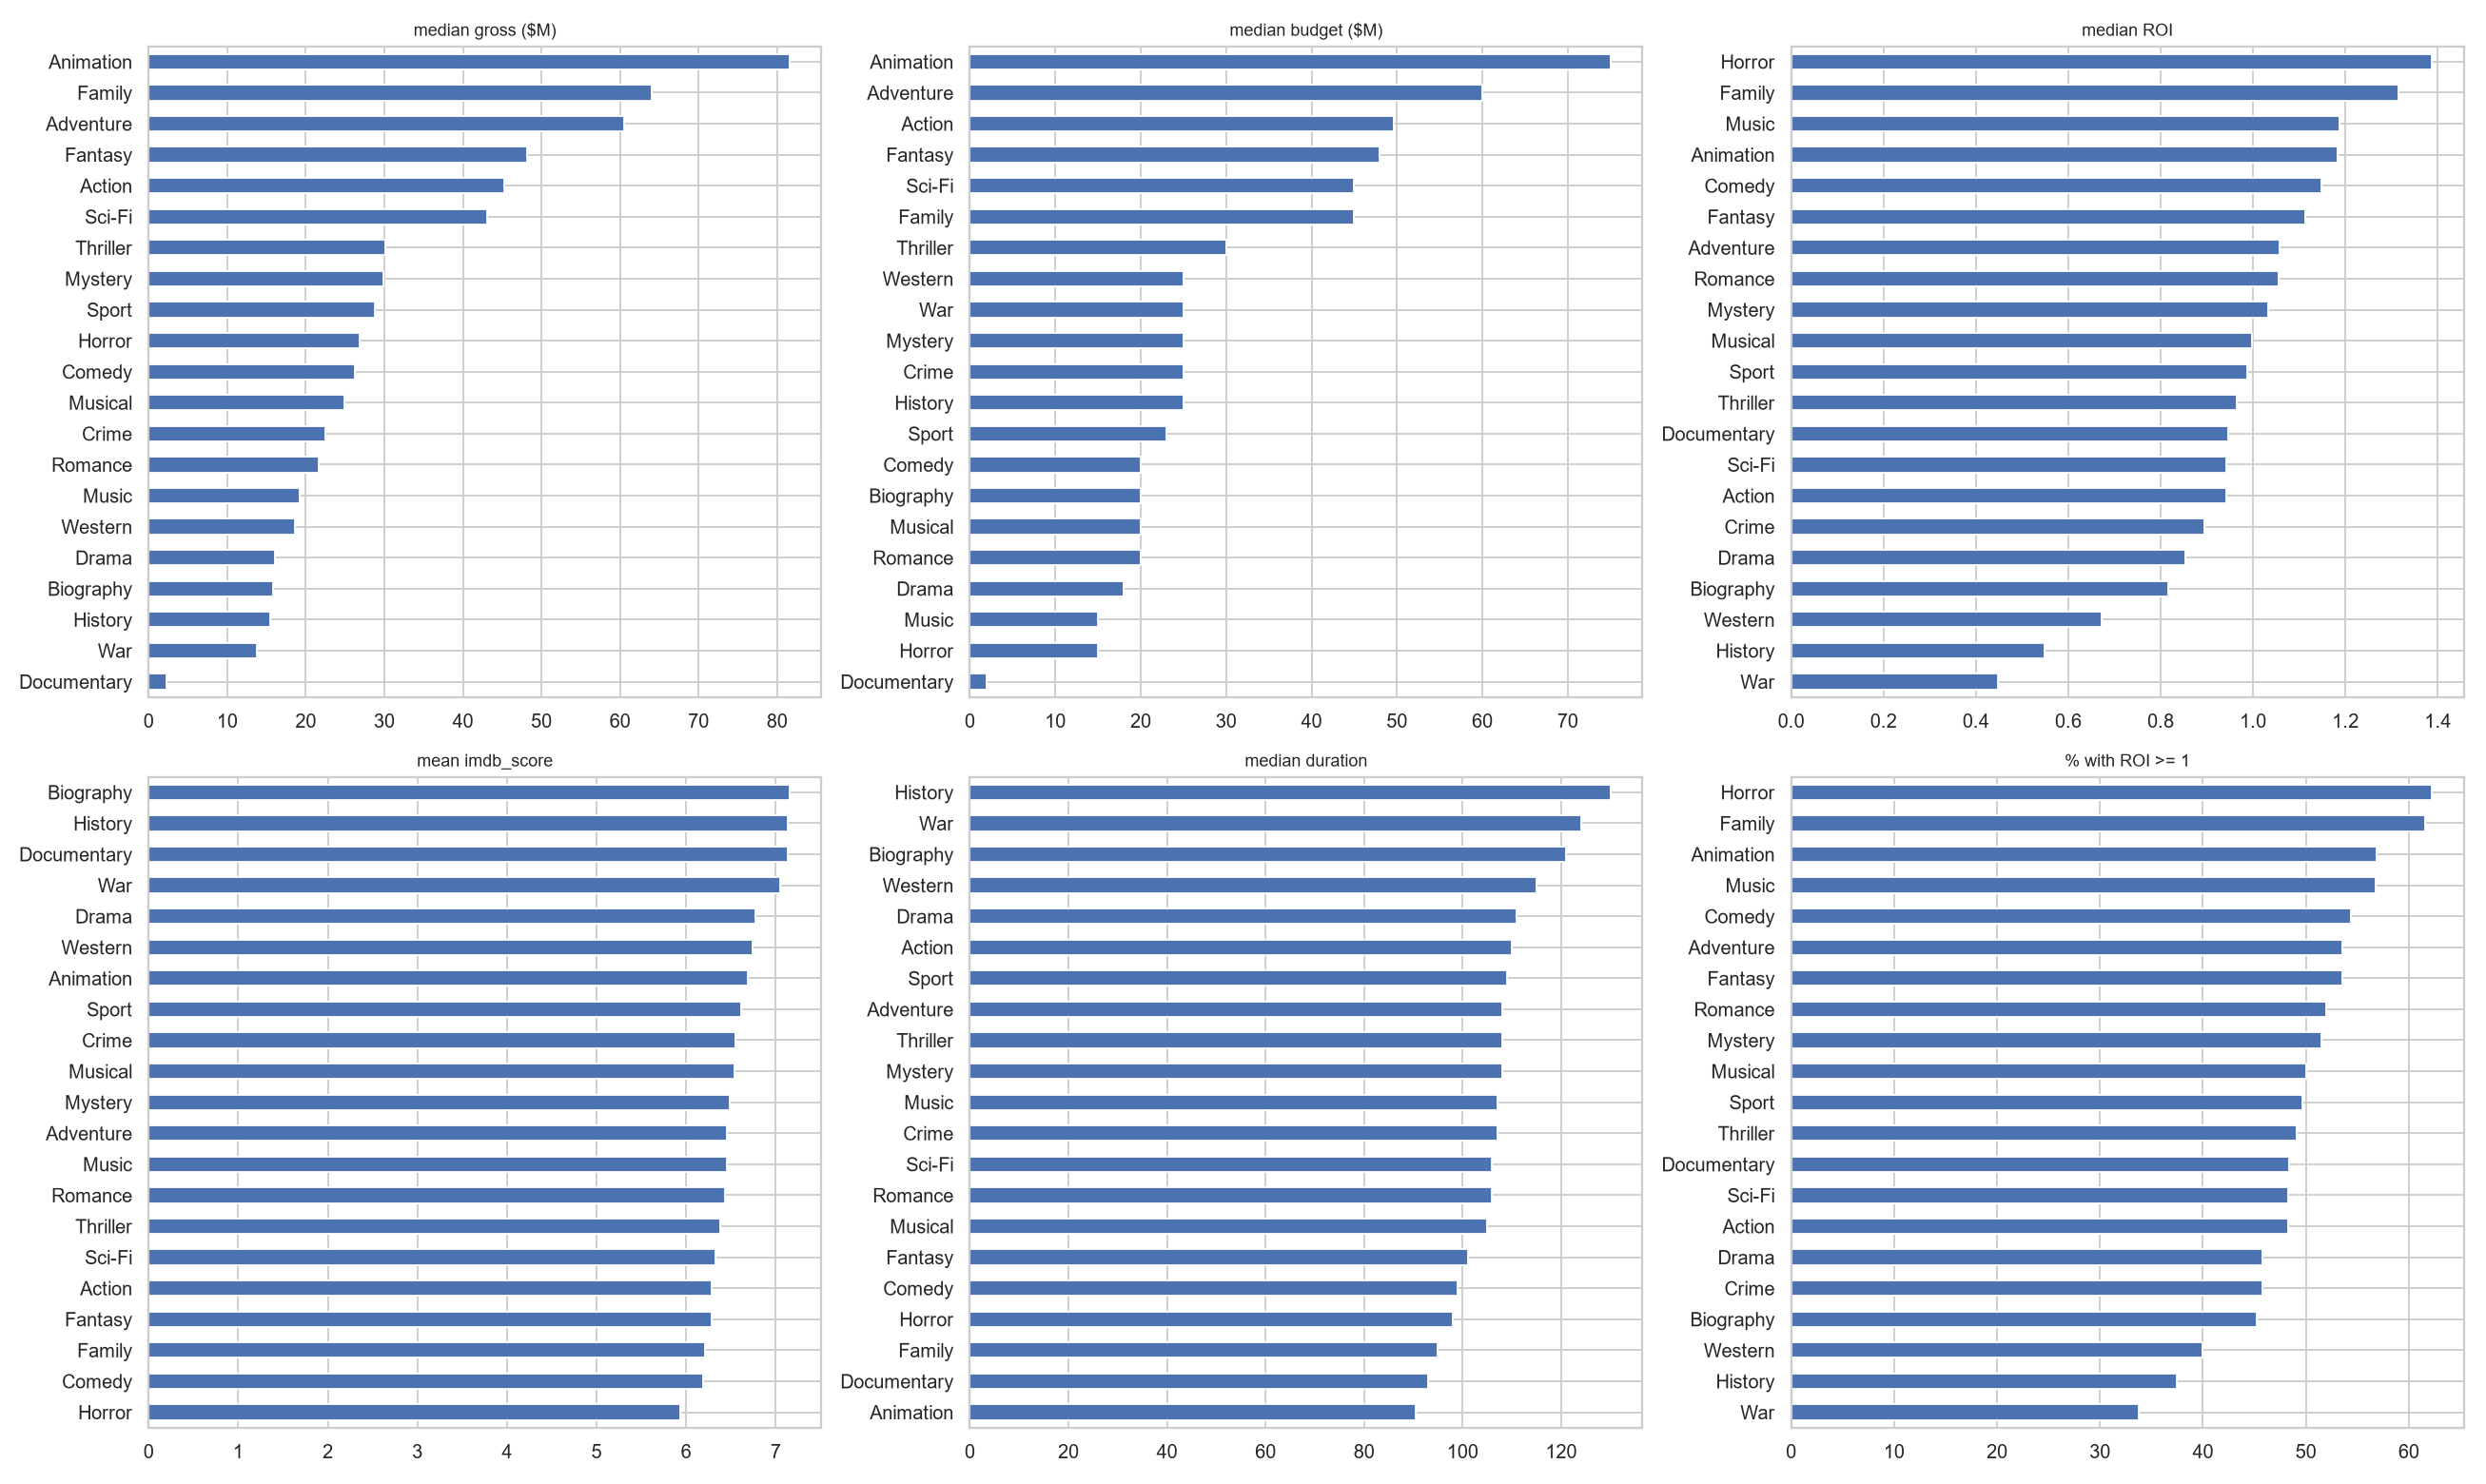 median gross ($M)
Animation
Family
Adventure
Fantasy
Action
Sci-Fi
Thriller
Mystery
Sport
Horror
Comedy
Musical
Crime
Romance
Music
Western
Drama
Biography
History
War
Documentary
0 10 20 30 40 50 60 70 80
median budget ($M)
Animation
Adventure
Action
Fantasy
Sci-Fi
Family
Thriller
Western
War
Mystery
Crime
History
Sport
Comedy
Biography
Musical
Romance
Drama
Music
Horror
Documentary
0 10 20 30 40 50 60 70
median ROI
Horror
Family
Music
Animation
Comedy
Fantasy
Adventure
Romance
Mystery
Musical
Sport
Thriller
Documentary
Sci-Fi
Action
Crime
Drama
Biography
Western
History
War
0.0 0.2 0.4 0.6 0.8 1.0 1.2 1.4
mean imdb_score
Biography
History
Documentary
War
Drama
Western
Animation
Sport
Crime
Musical
Mystery
Adventure
Music
Romance
Thriller
Sci-Fi
Action
Fantasy
Family
Comedy
Horror
0 1 2 3 4 5 6 7
median duration
History
War
Biography
Western
Drama
Action
Sport
Adventure
Thriller
Mystery
Music
Crime
Sci-Fi
Romance
Musical
Fantasy
Comedy
Horror
Family
Documentary
Animation
0 20 40 60 80 100 120
% with ROI >= 1
Horror
Family
Animation
Music
Comedy
Adventure
Fantasy
Romance
Mystery
Musical
Sport
Thriller
Documentary
Sci-Fi
Action
Drama
Crime
Biography
Western
History
War
0 10 20 30 40 50 60